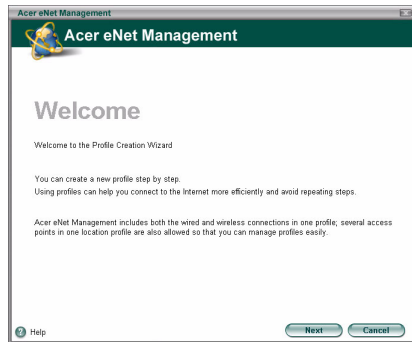 Acer eNet Management
Acer eNet Management
Welcome
Welcome to the Profile Creation Wizard
You can create a new profile step by step.
Using profiles can help you connect to the Internet more efficiently and avoid repeating steps.
Acer eNet Management includes both the wired and wireless connections in one profile; several access
points in one location profile are also allowed so that you can manage profiles easily.
? Help
Next
Cancel